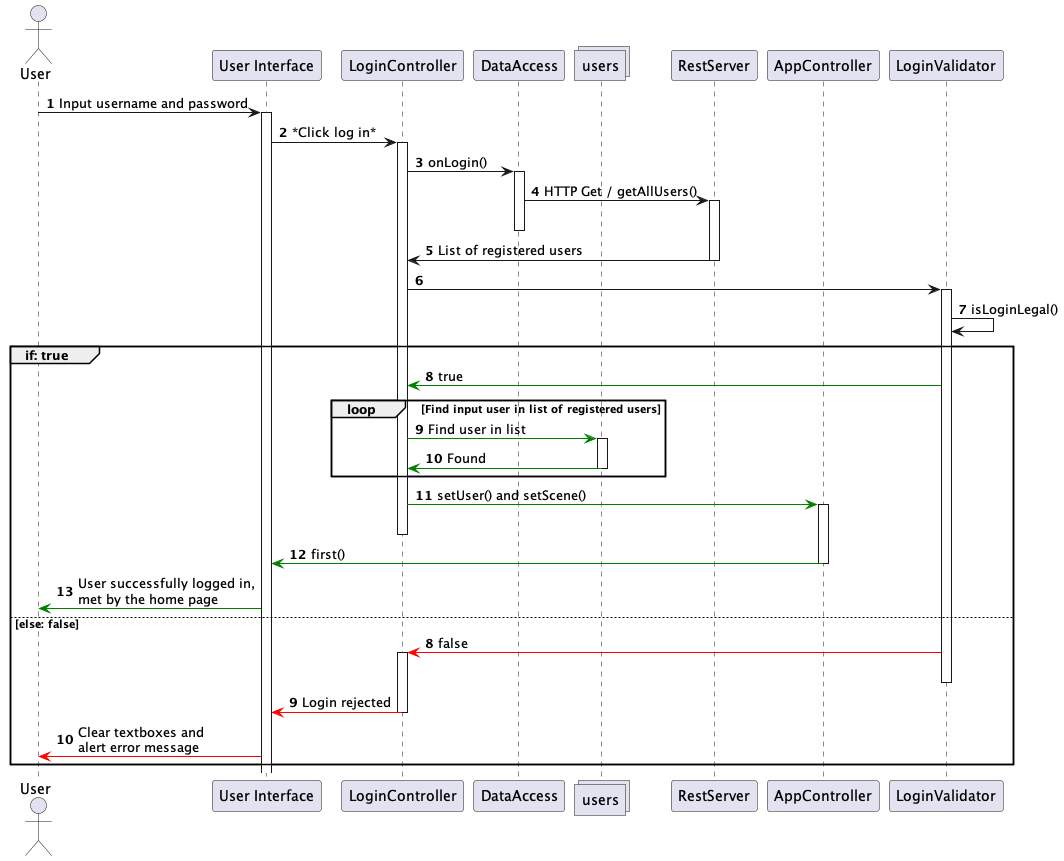 User
User Interface
LoginController
DataAccess
users
RestServer
AppController
LoginValidator
1 Input username and password
2 *Click log in*
3 onLogin()
4 HTTP Get / getAllUsers()
5 List of registered users
6
7 isLoginLegal()
if: true
8 true
loop
[Find input user in list of registered users]
9 Find user in list
10 Found
11 setUser() and setScene()
12 first()
13 User successfully logged in,
met by the home page
[else: false]
8 false
9 Login rejected
10 Clear textboxes and
alert error message
User
User Interface
LoginController
DataAccess
users
RestServer
AppController
LoginValidator